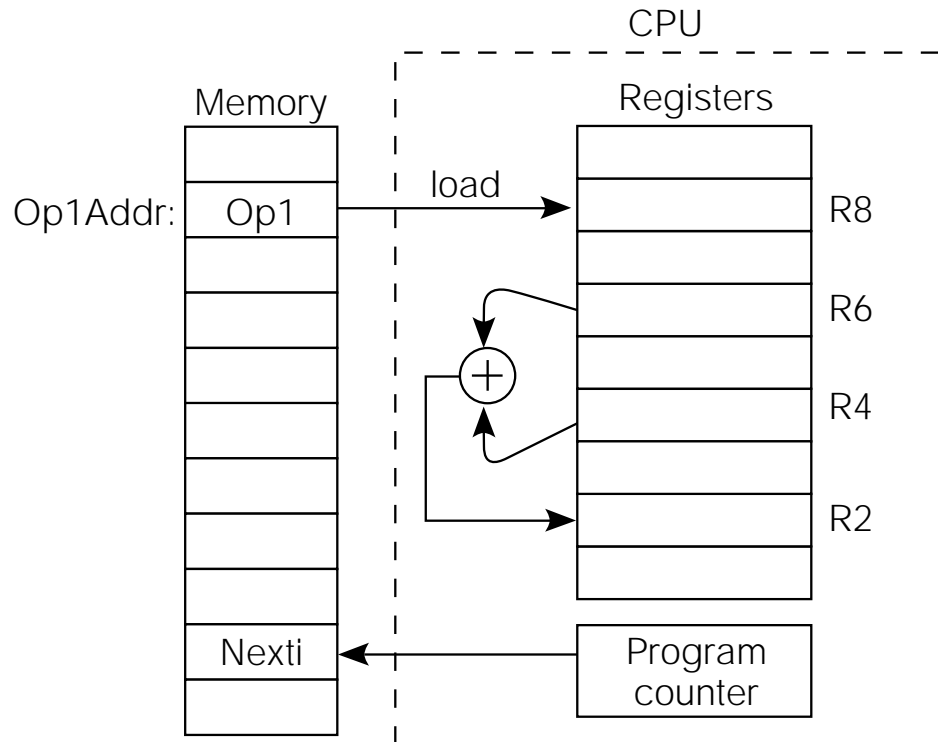 CPU
Memory
Registers
load
Op1Addr:
Op1
R8
R6
+
R4
R2
Nexti
Program
counter